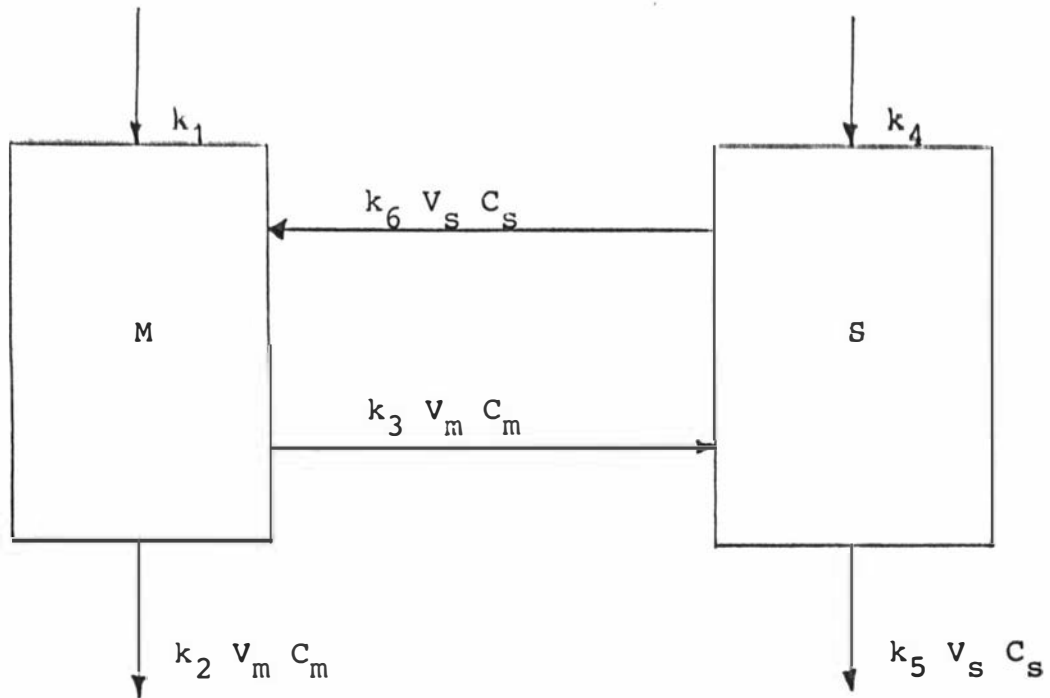 k₁
k₄
k₆ Vₛ Cₛ
M
S
k₃ Vₘ Cₘ
k₂ Vₘ Cₘ
k₅ Vₛ Cₛ